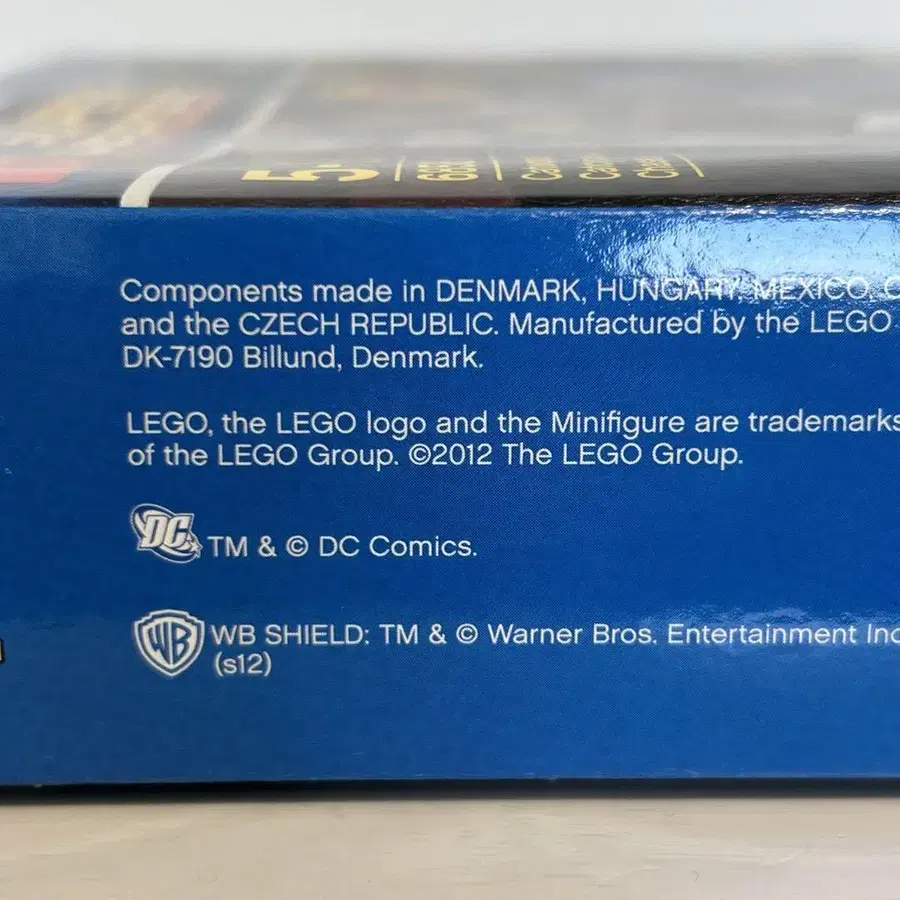 5-
Components made in DENMARK, HUNGARY, MEXICO,
and the CZECH REPUBLIC. Manufactured by the LEGO
DK-7190 Billund, Denmark.
LEGO, the LEGO logo and the Minifigure are trademarks
of the LEGO Group. ©2012 The LEGO Group.
DC TM & © DC Comics.
WB WB SHIELD: TM & © Warner Bros. Entertainment Inc
(s12)